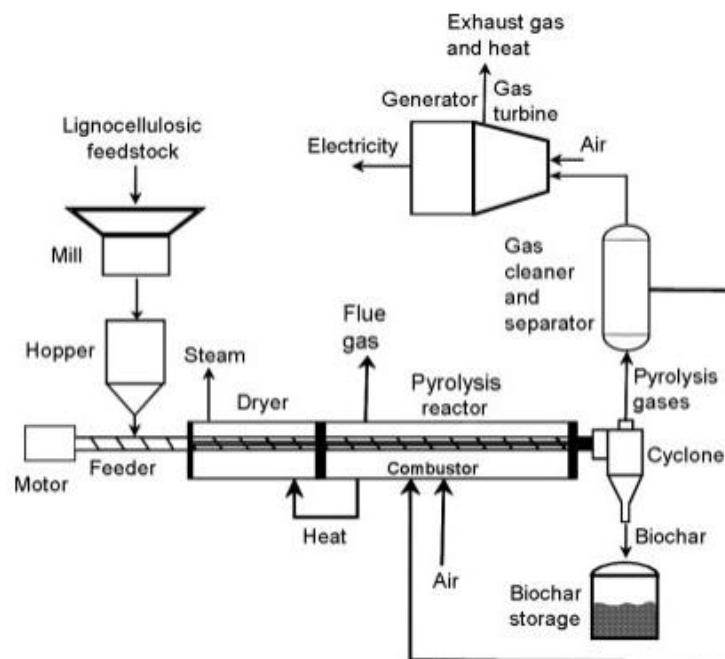 Exhaust gas
and heat
Generator
Gas
turbine
Lignocellulosic
feedstock
Electricity
Air
Mill
Gas
cleaner
and
separator
Hopper
Flue
gas
Steam
Dryer
Pyrolysis
reactor
Pyrolysis
gases
Motor
Feeder
Combustor
Cyclone
Heat
Air
Biochar
Biochar
storage